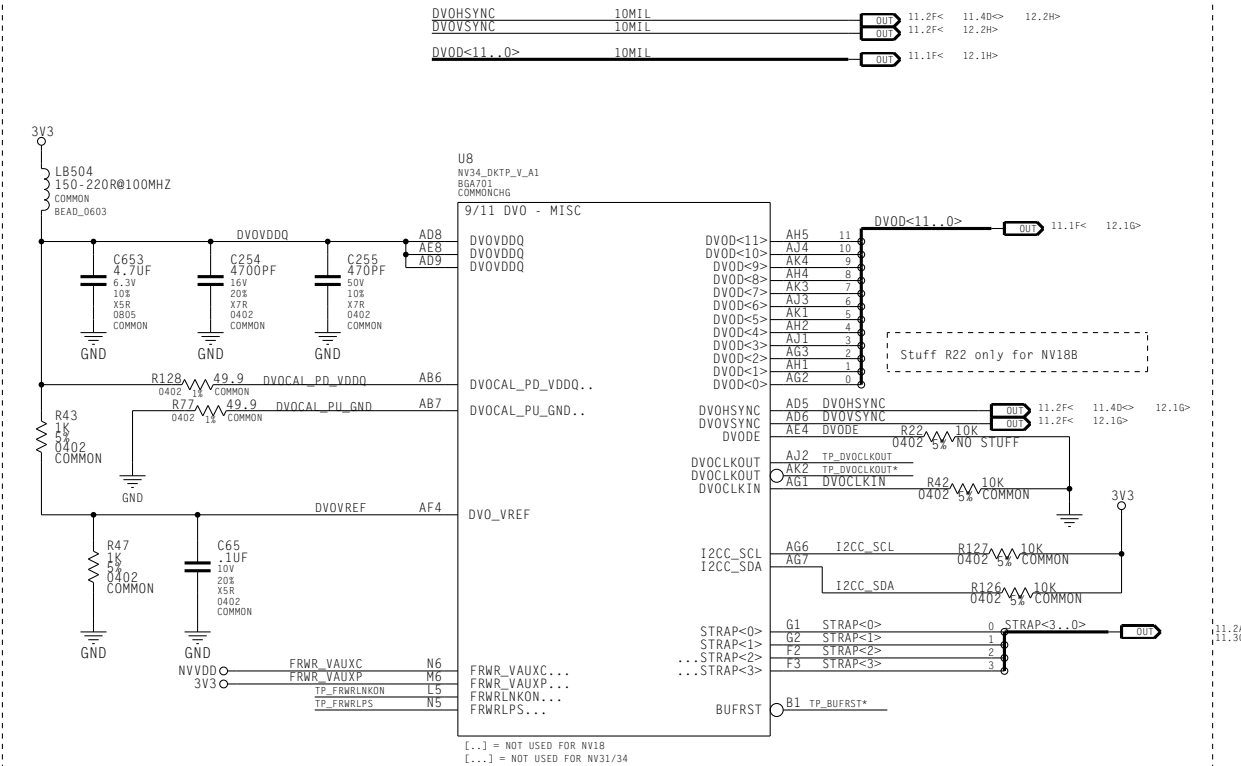 DVOHSYNC 10MIL OUT 11.2F< 11.4D<> 12.2H>
DVOVSYNC 10MIL OUT 11.2F< 12.2H>
DVOD<11..0> 10MIL OUT 11.1F< 12.1H>
3V3
LB504
150-220R@100MHZ
COMMON
BEAD_0603
U8
NV34_DKTP_V_A1
BGA701
COMMONCHG
9/11 DVO - MISC
DVOVDDQ AD8 DVOVDDQ
AE8 DVOVDDQ
AD9 DVOVDDQ
C653
4.7UF
6.3V
10%
X5R
0805
COMMON
GND
C254
4700PF
16V
20%
X7R
0402
COMMON
GND
C255
470PF
50V
10%
X7R
0402
COMMON
GND
R128 49.9 DVOCAL_PD_VDDQ AB6 DVOCAL_PD_VDDQ..
0402 1% COMMON
R77 49.9 DVOCAL_PU_GND AB7 DVOCAL_PU_GND..
0402 1% COMMON
GND
R43
1K
5%
0402
COMMON
DVOVREF AF4 DVO_VREF
R47
1K
5%
0402
COMMON
GND
C65
.1UF
10V
20%
X5R
0402
COMMON
GND
NVVDD FRWR_VAUXC N6 FRWR_VAUXC...
3V3 FRWR_VAUXP M6 FRWR_VAUXP...
TP_FRWRLNKON L5 FRWRLNKON...
TP_FRWRLPS N5 FRWRLPS...
DVOD<11..0> OUT 11.1F< 12.1G>
DVOD<11> AH5 11
DVOD<10> AJ4 10
DVOD<9> AK4 9
DVOD<8> AH4 8
DVOD<7> AK3 7
DVOD<6> AJ3 6
DVOD<5> AK1 5
DVOD<4> AH2 4
DVOD<3> AJ1 3
DVOD<2> AG3 2
DVOD<1> AH1 1
DVOD<0> AG2 0
Stuff R22 only for NV18B
DVOHSYNC AD5 DVOHSYNC OUT 11.2F< 11.4D<> 12.1G>
DVOVSYNC AD6 DVOVSYNC OUT 11.2F< 12.1G>
DVODE AE4 DVODE R22 10K
0402 5% NO STUFF
DVOCLKOUT AJ2 TP_DVOCLKOUT
DVOCLKOUT AK2 TP_DVOCLKOUT*
DVOCLKIN AG1 DVOCLKIN R42 10K
0402 5% COMMON
3V3
I2CC_SCL AG6 I2CC_SCL R127 10K
0402 5% COMMON
I2CC_SDA AG7 I2CC_SDA R126 10K
0402 5% COMMON
STRAP<0> G1 STRAP<0> 0 STRAP<3..0> OUT
STRAP<1> G2 STRAP<1> 1
...STRAP<2> F2 STRAP<2> 2
...STRAP<3> F3 STRAP<3> 3
BUFRST B1 TP_BUFRST*
[..] = NOT USED FOR NV18
[...] = NOT USED FOR NV31/34